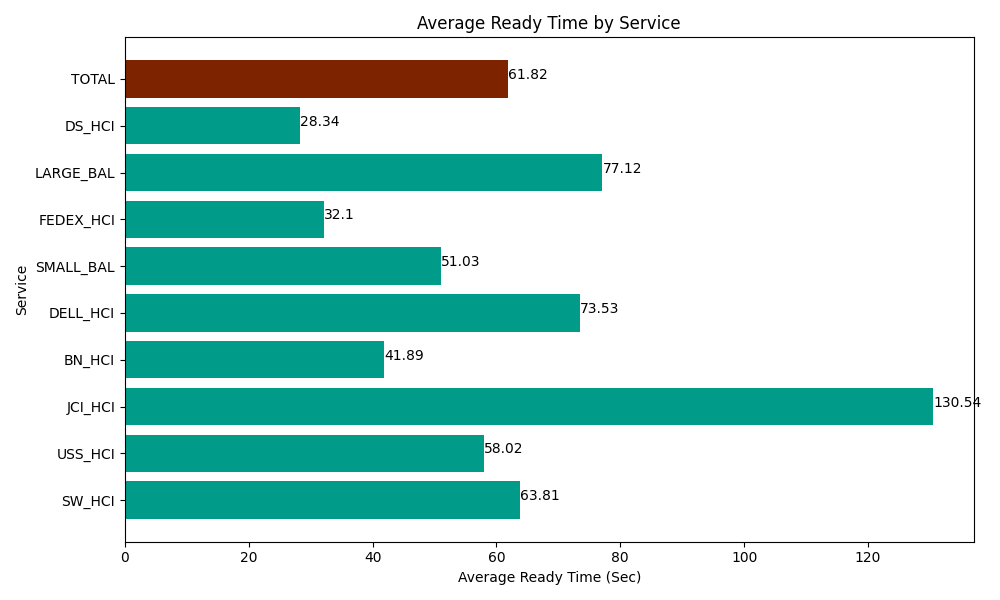 Average Ready Time by Service
TOTAL 61.82
DS_HCI 28.34
LARGE_BAL 77.12
FEDEX_HCI 32.1
SMALL_BAL 51.03
DELL_HCI 73.53
BN_HCI 41.89
JCI_HCI 130.54
USS_HCI 58.02
SW_HCI 63.81
Service
0 20 40 60 80 100 120
Average Ready Time (Sec)